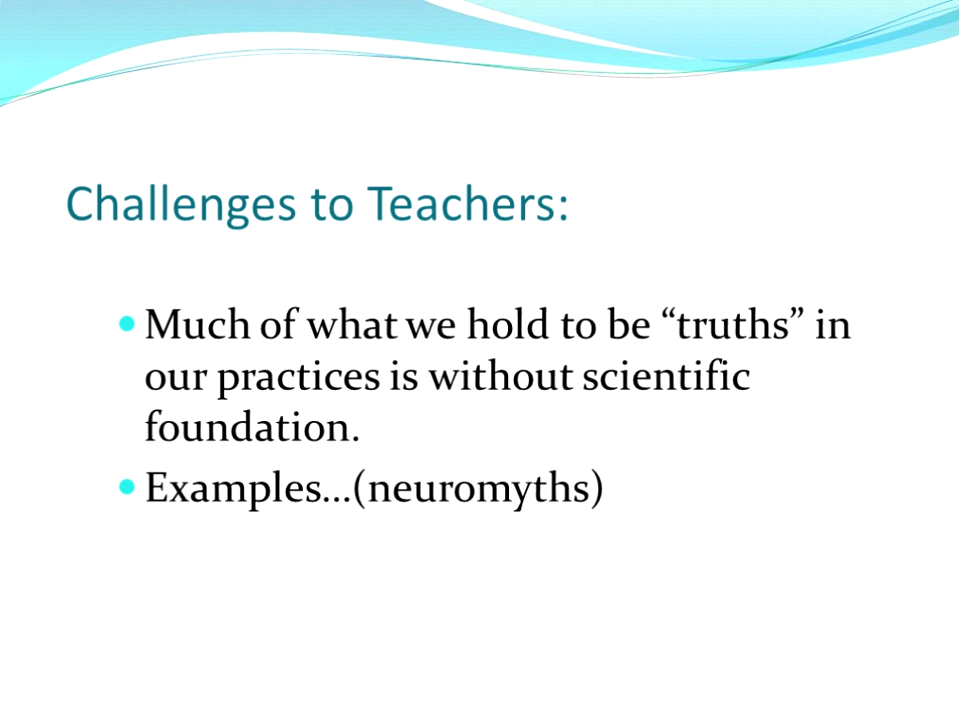 Challenges to Teachers:
Much of what we hold to be “truths” in
our practices is without scientific
foundation.
Examples…(neuromyths)